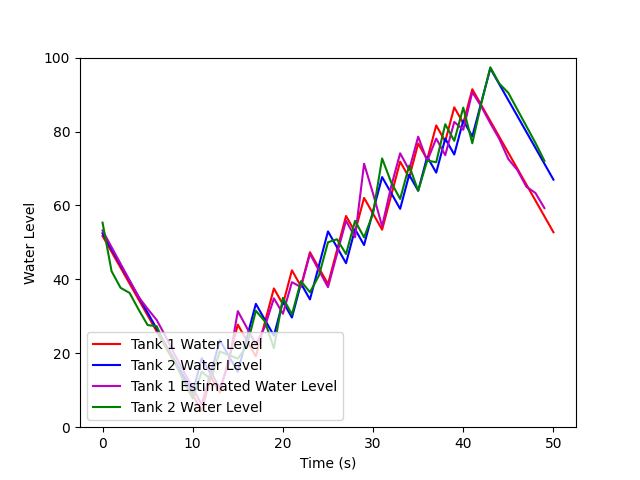 100
80
60
40
20
0
Water Level
Tank 1 Water Level
Tank 2 Water Level
Tank 1 Estimated Water Level
Tank 2 Water Level
0 10 20 30 40 50
Time (s)